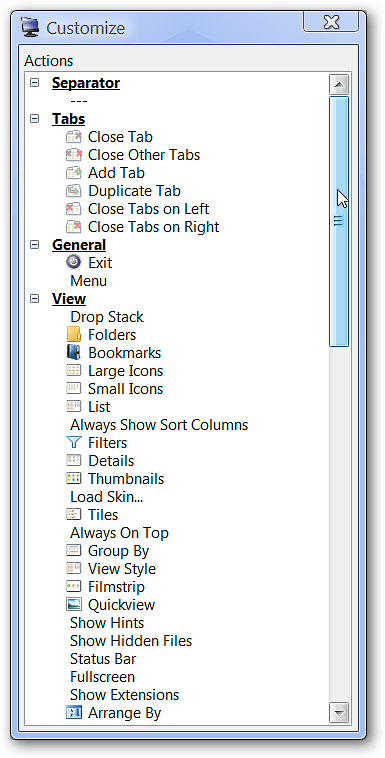 Customize
Actions
Separator
---
Tabs
Close Tab
Close Other Tabs
Add Tab
Duplicate Tab
Close Tabs on Left
Close Tabs on Right
General
Exit
Menu
View
Drop Stack
Folders
Bookmarks
Large Icons
Small Icons
List
Always Show Sort Columns
Filters
Details
Thumbnails
Load Skin...
Tiles
Always On Top
Group By
View Style
Filmstrip
Quickview
Show Hints
Show Hidden Files
Status Bar
Fullscreen
Show Extensions
Arrange By